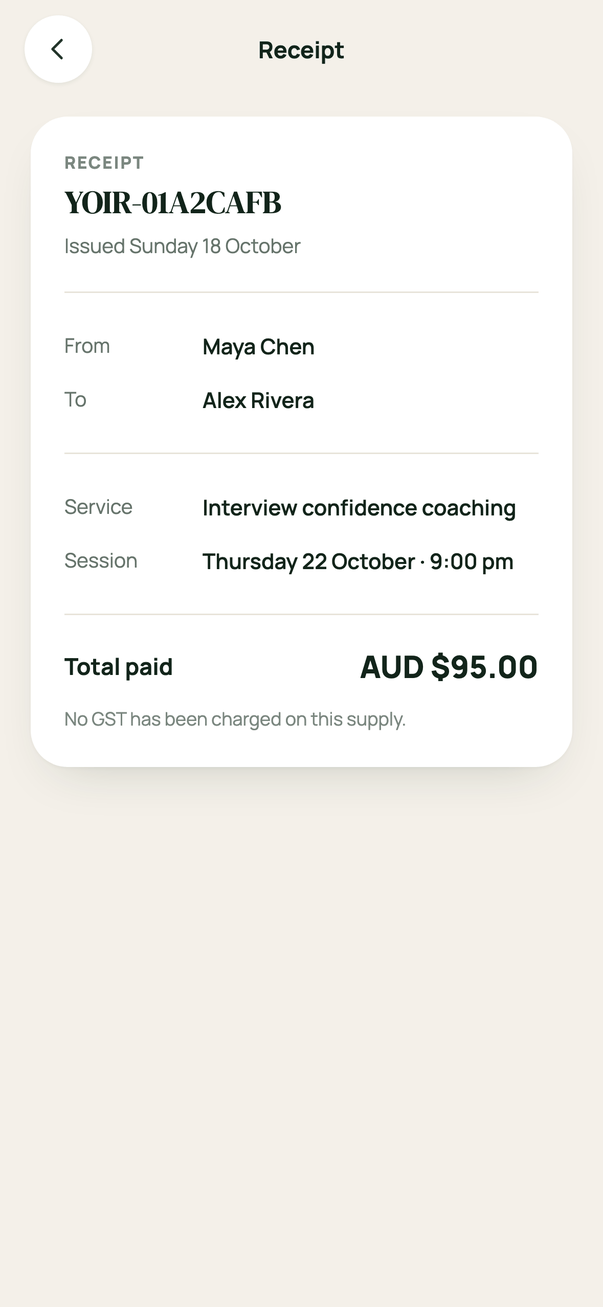 Receipt
RECEIPT
YOIR-01A2CAFB
Issued Sunday 18 October
From Maya Chen
To Alex Rivera
Service Interview confidence coaching
Session Thursday 22 October · 9:00 pm
Total paid AUD $95.00
No GST has been charged on this supply.